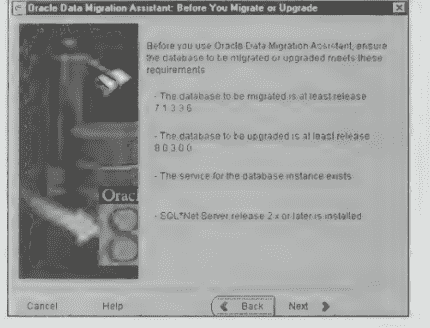 Oracle Data Migration Assistant: Before You Migrate or Upgrade
Before you use Oracle Data Migration Assistant, ensure
the database to be migrated or upgraded meets these
requirements
- The database to be migrated is at least release
7.1.3.3.6
- The database to be upgraded is at least release
8.0.3.0.0
- The service for the database instance exists
- SQL*Net Server release 2.x or later is installed
Oracl
Cancel Help Back Next